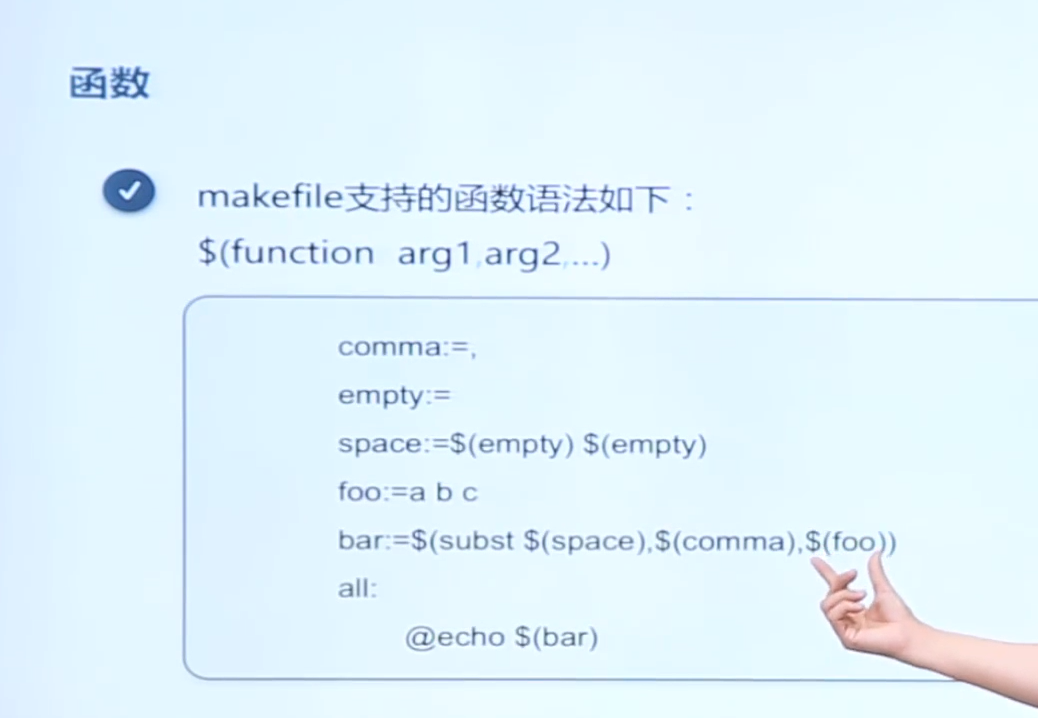 函数
makefile支持的函数语法如下：
$(function arg1,arg2,...)
comma:=,
empty:=
space:=$(empty) $(empty)
foo:=a b c
bar:=$(subst $(space),$(comma),$(foo))
all:
@echo $(bar)